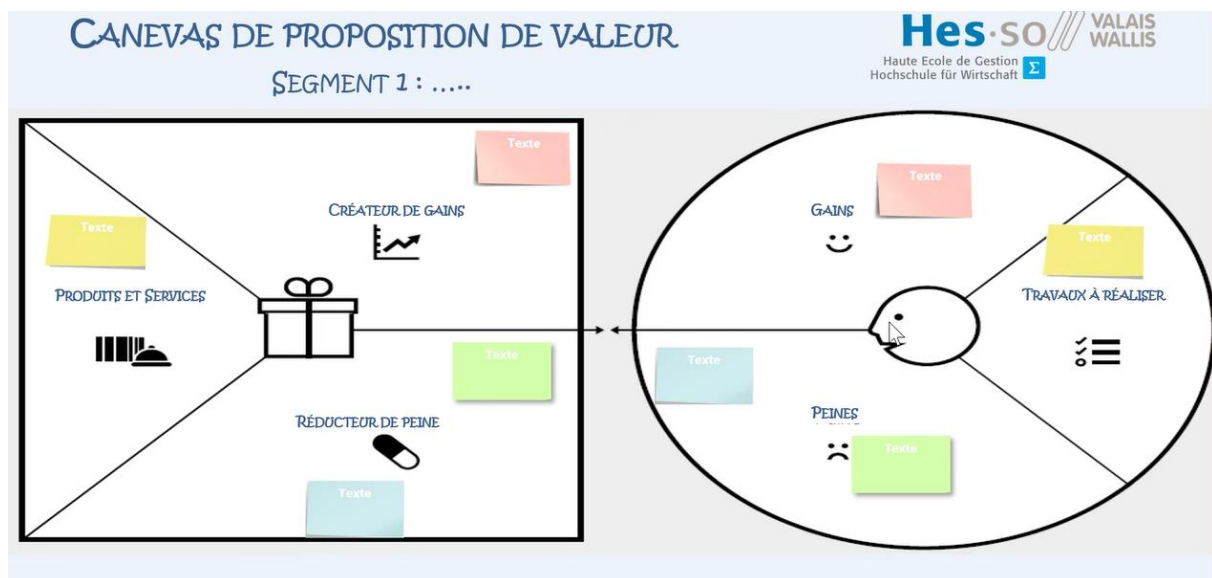 CANEVAS DE PROPOSITION DE VALEUR
SEGMENT 1 : …..
Hes·so
VALAIS
WALLIS
Haute Ecole de Gestion
Hochschule für Wirtschaft
Σ
Texte
CRÉATEUR DE GAINS
Texte
PRODUITS ET SERVICES
Texte
RÉDUCTEUR DE PEINE
Texte
Texte
GAINS
Texte
TRAVAUX À RÉALISER
Texte
PEINES
Texte